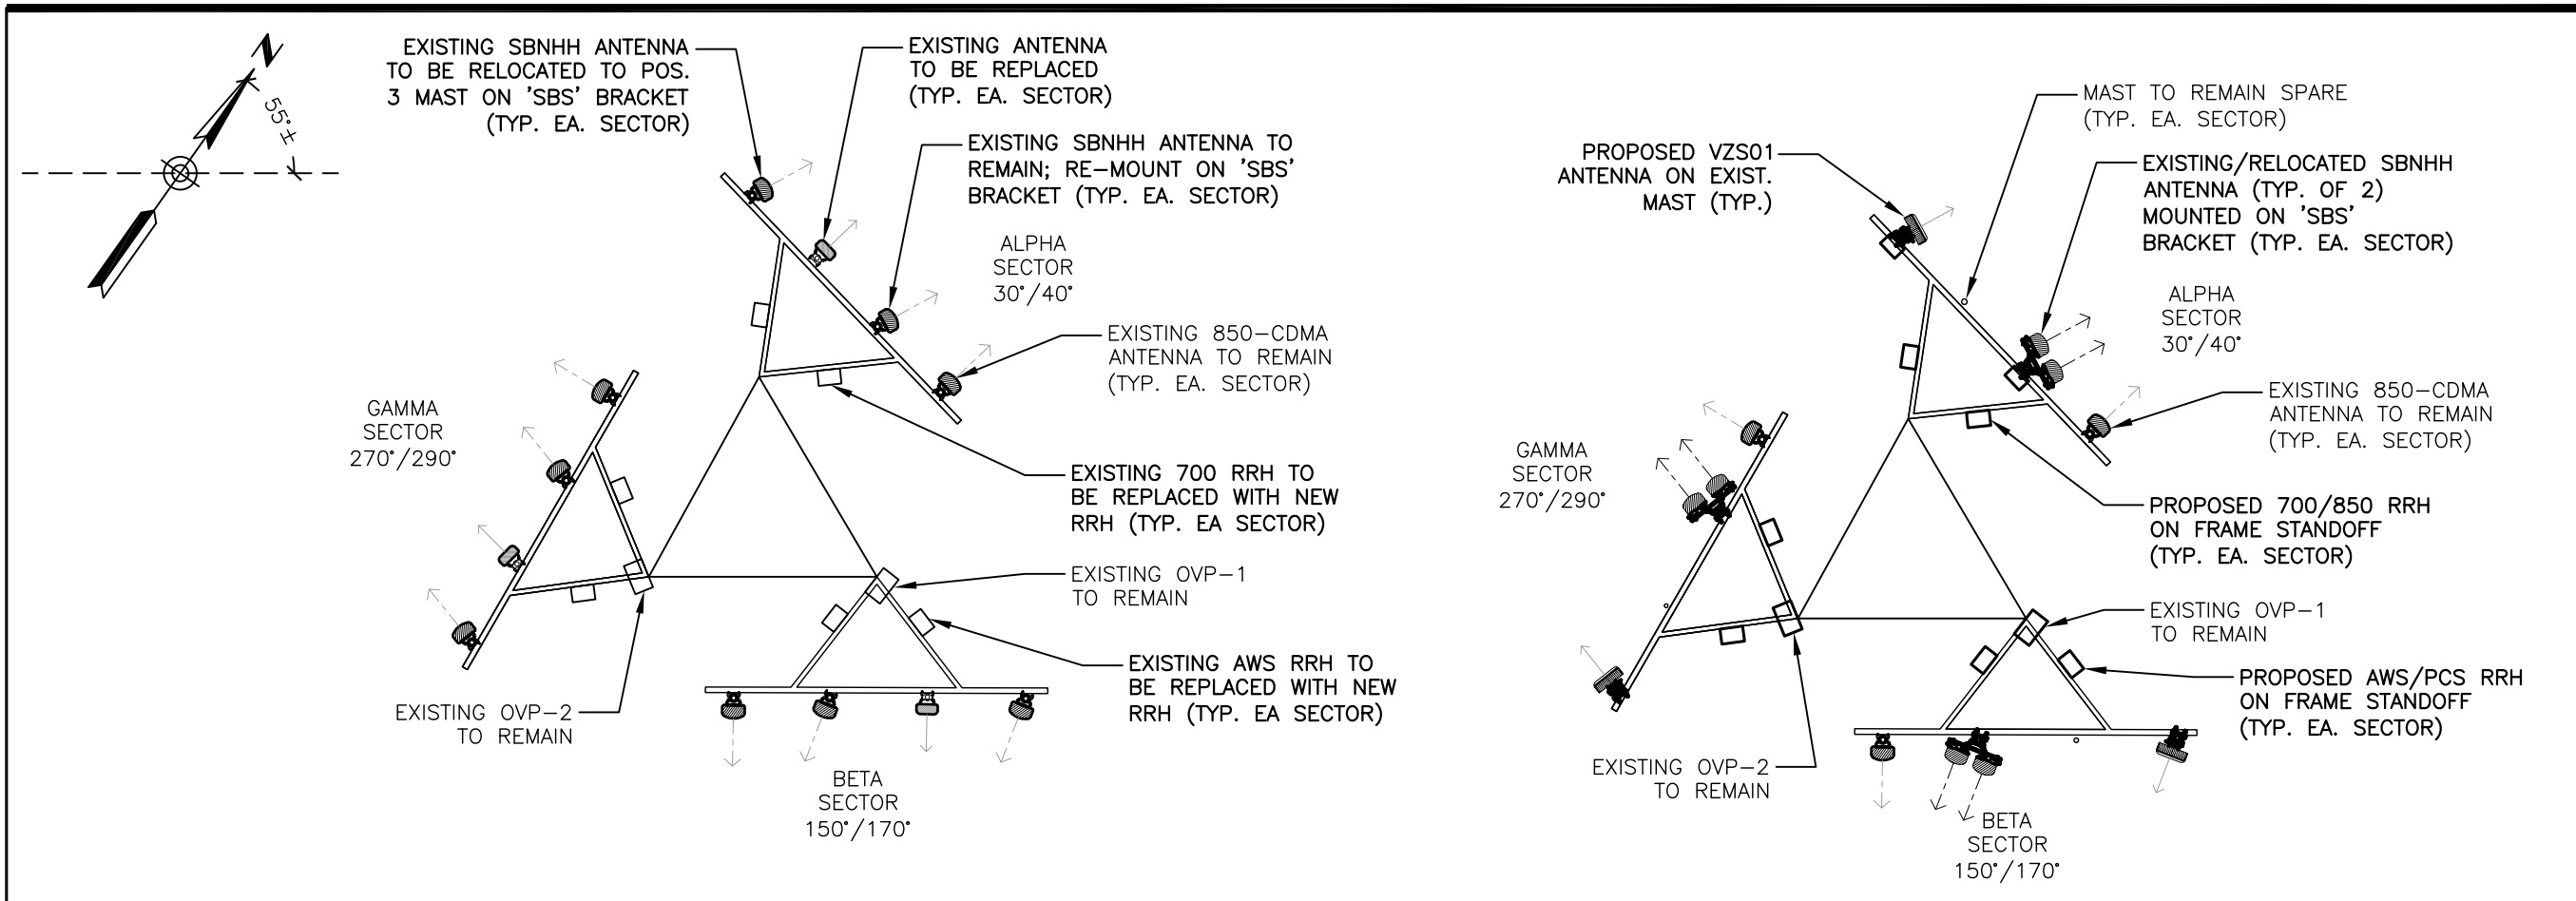 N
55°±
EXISTING SBNHH ANTENNA
TO BE RELOCATED TO POS.
3 MAST ON 'SBS' BRACKET
(TYP. EA. SECTOR)
EXISTING ANTENNA
TO BE REPLACED
(TYP. EA. SECTOR)
EXISTING SBNHH ANTENNA TO
REMAIN; RE-MOUNT ON 'SBS'
BRACKET (TYP. EA. SECTOR)
ALPHA
SECTOR
30°/40°
EXISTING 850-CDMA
ANTENNA TO REMAIN
(TYP. EA. SECTOR)
GAMMA
SECTOR
270°/290°
EXISTING 700 RRH TO
BE REPLACED WITH NEW
RRH (TYP. EA SECTOR)
EXISTING OVP-1
TO REMAIN
EXISTING AWS RRH TO
BE REPLACED WITH NEW
RRH (TYP. EA SECTOR)
EXISTING OVP-2
TO REMAIN
BETA
SECTOR
150°/170°
MAST TO REMAIN SPARE
(TYP. EA. SECTOR)
PROPOSED VZS01
ANTENNA ON EXIST.
MAST (TYP.)
EXISTING/RELOCATED SBNHH
ANTENNA (TYP. OF 2)
MOUNTED ON 'SBS'
BRACKET (TYP. EA. SECTOR)
ALPHA
SECTOR
30°/40°
EXISTING 850-CDMA
ANTENNA TO REMAIN
(TYP. EA. SECTOR)
GAMMA
SECTOR
270°/290°
PROPOSED 700/850 RRH
ON FRAME STANDOFF
(TYP. EA. SECTOR)
EXISTING OVP-1
TO REMAIN
PROPOSED AWS/PCS RRH
ON FRAME STANDOFF
(TYP. EA. SECTOR)
EXISTING OVP-2
TO REMAIN
BETA
SECTOR
150°/170°